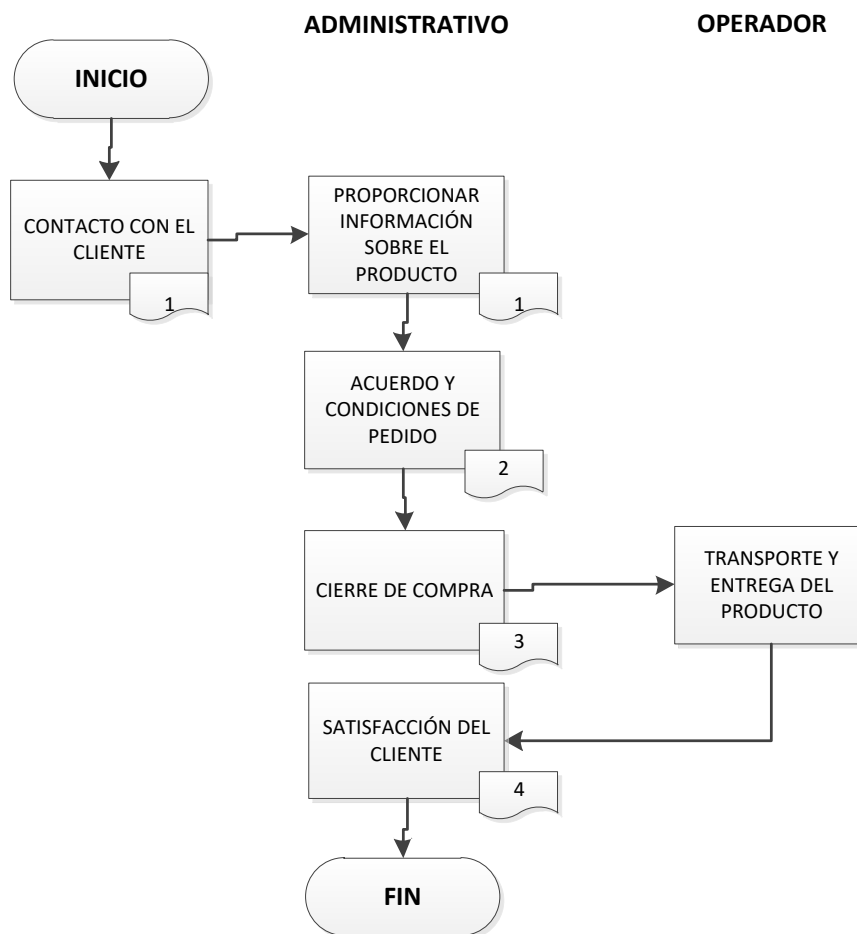 ADMINISTRATIVO
OPERADOR
INICIO
CONTACTO CON EL
CLIENTE
1
PROPORCIONAR
INFORMACIÓN
SOBRE EL
PRODUCTO
1
ACUERDO Y
CONDICIONES DE
PEDIDO
2
CIERRE DE COMPRA
3
TRANSPORTE Y
ENTREGA DEL
PRODUCTO
SATISFACCIÓN DEL
CLIENTE
4
FIN